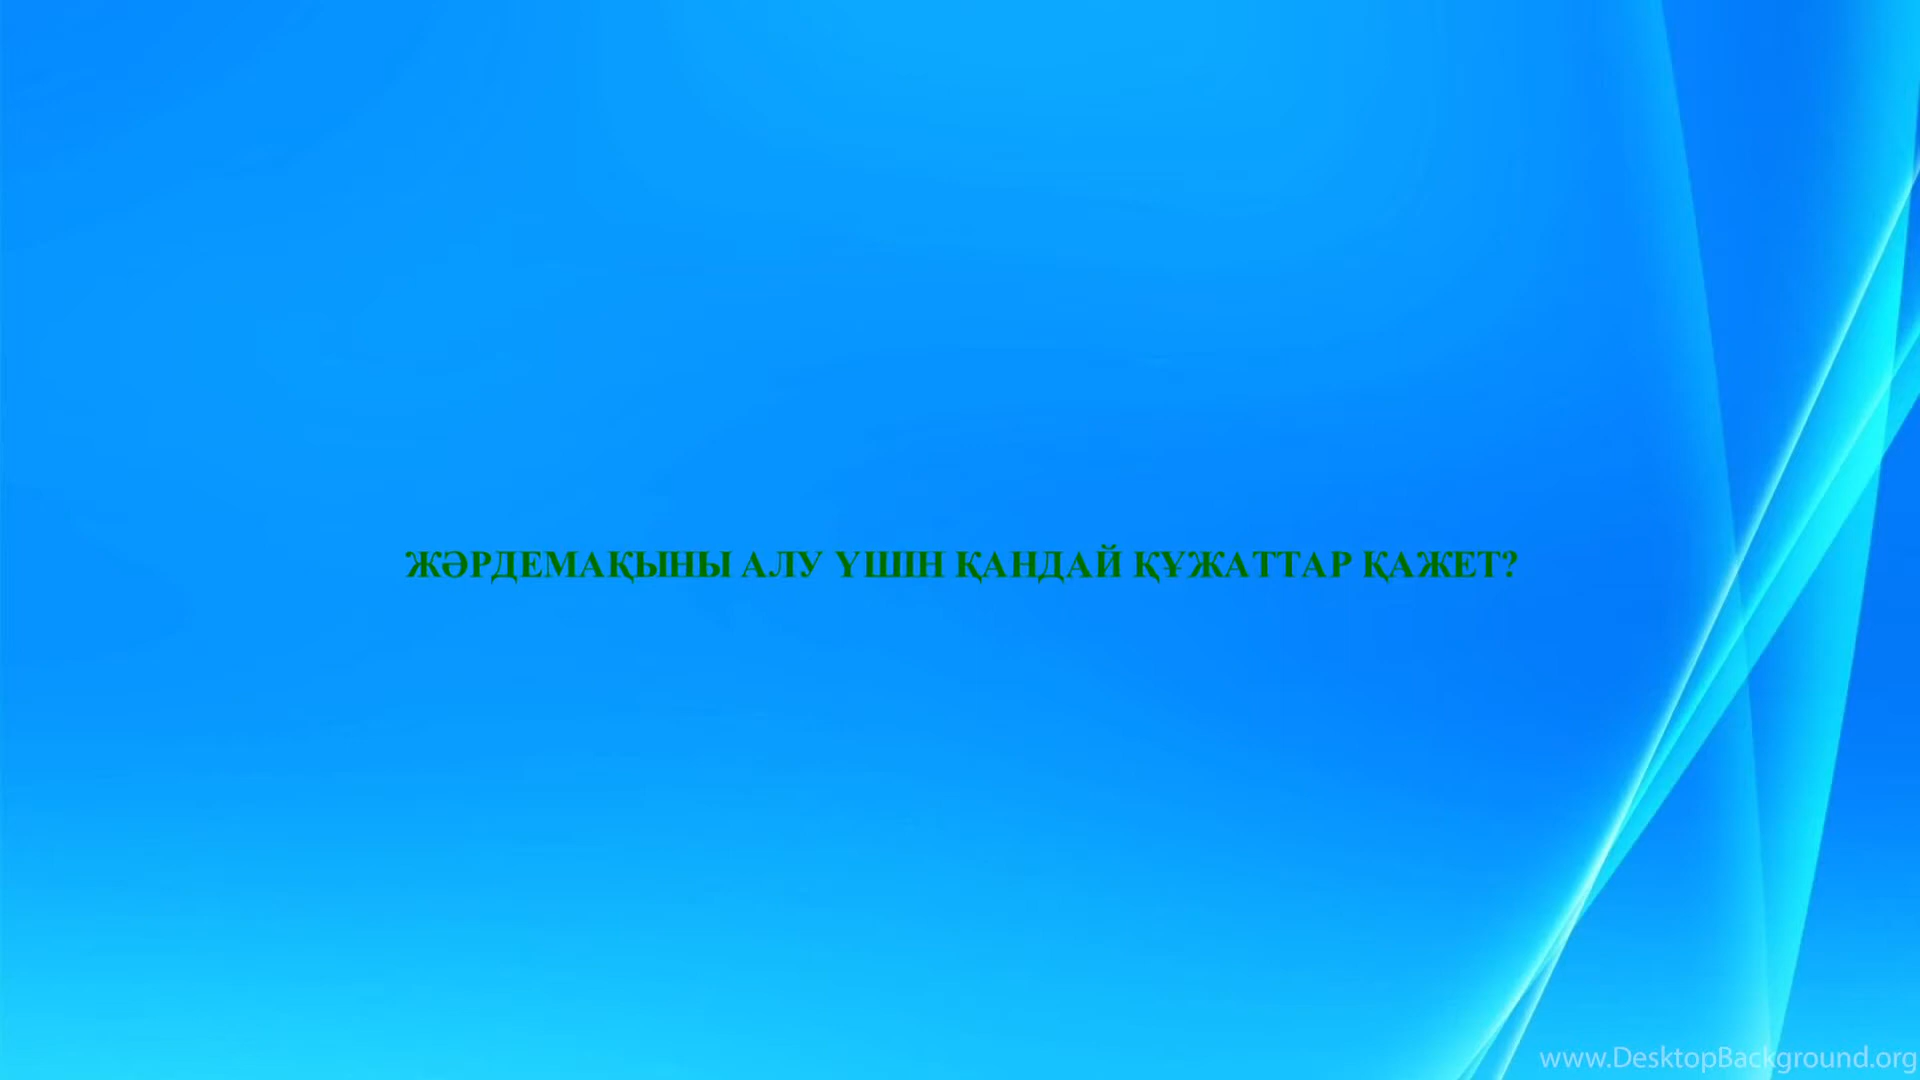 ЖӘРДЕМАҚЫНЫ АЛУ ҮШІН ҚАНДАЙ ҚҰЖАТТАР ҚАЖЕТ?
www.DesktopBackground.org